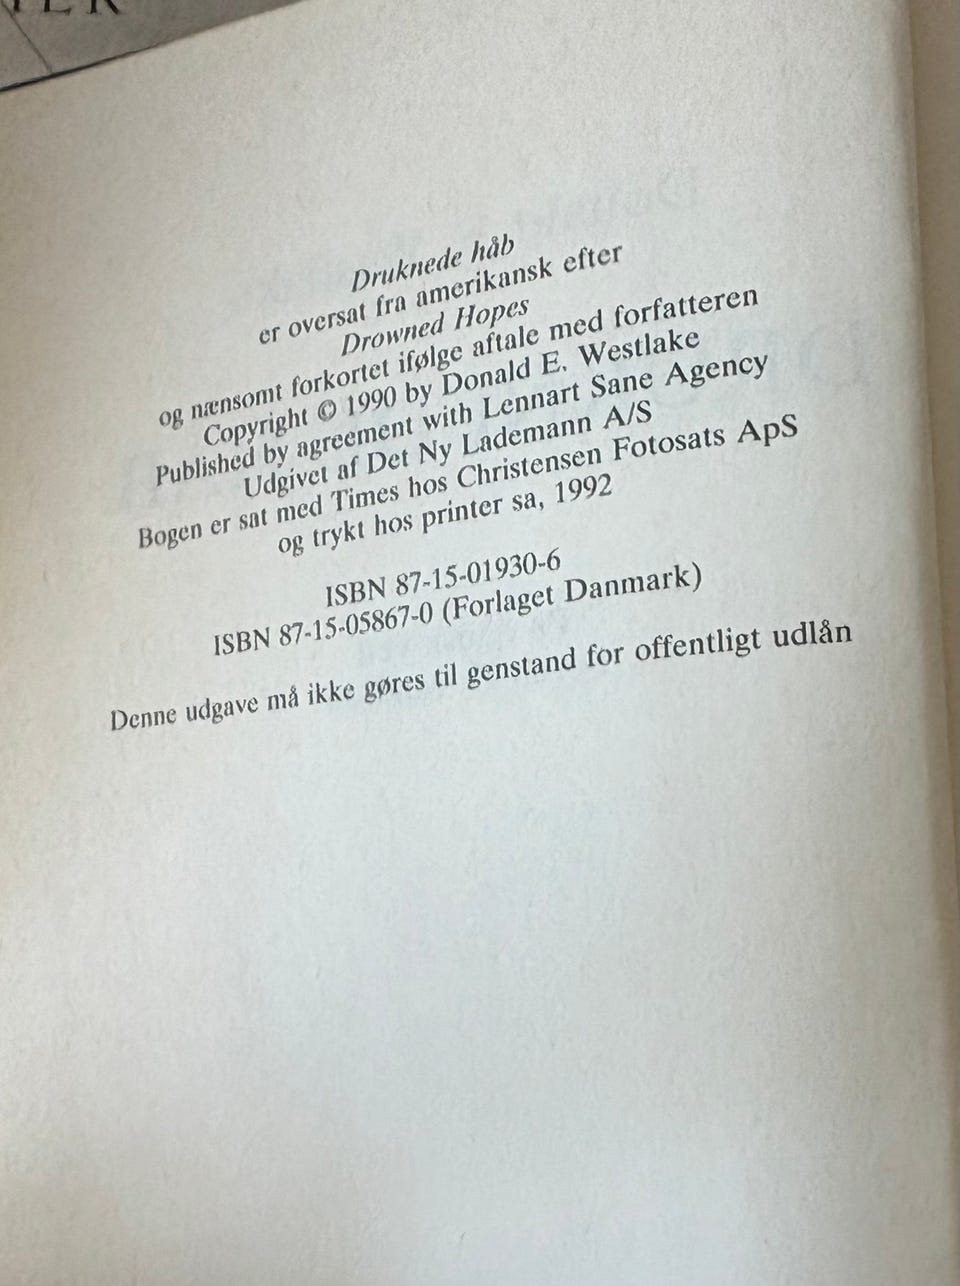 Druknede håb
er oversat fra amerikansk efter
Drowned Hopes
og nænsomt forkortet ifølge aftale med forfatteren
Copyright © 1990 by Donald E. Westlake
Published by agreement with Lennart Sane Agency
Udgivet af Det Ny Lademann A/S
Bogen er sat med Times hos Christensen Fotosats ApS
og trykt hos printer sa, 1992
ISBN 87-15-01930-6
ISBN 87-15-05867-0 (Forlaget Danmark)
Denne udgave må ikke gøres til genstand for offentligt udlån